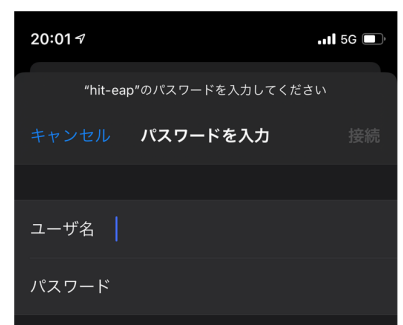 20:01 5G
"hit-eap"のパスワードを入力してください
キャンセル パスワードを入力 接続
ユーザ名
パスワード